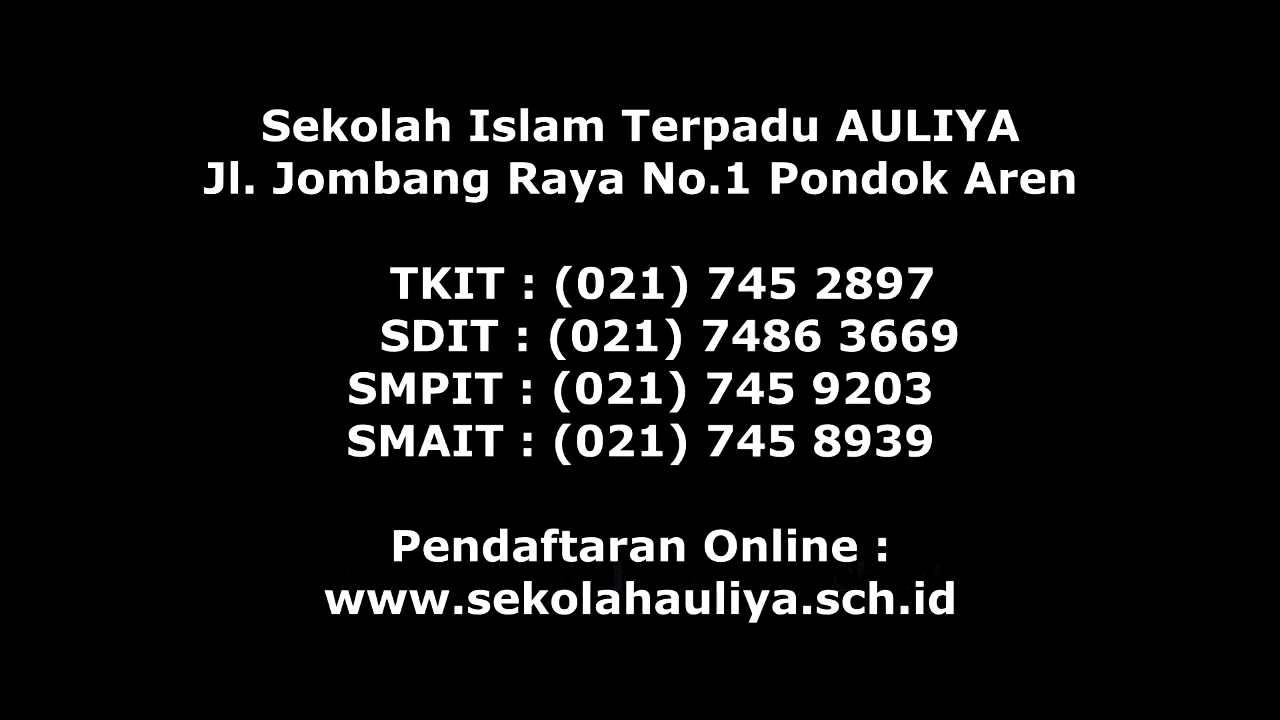 Sekolah Islam Terpadu AULIYA
Jl. Jombang Raya No.1 Pondok Aren
TKIT : (021) 745 2897
SDIT : (021) 7486 3669
SMPIT : (021) 745 9203
SMAIT : (021) 745 8939
Pendaftaran Online :
www.sekolahauliya.sch.id